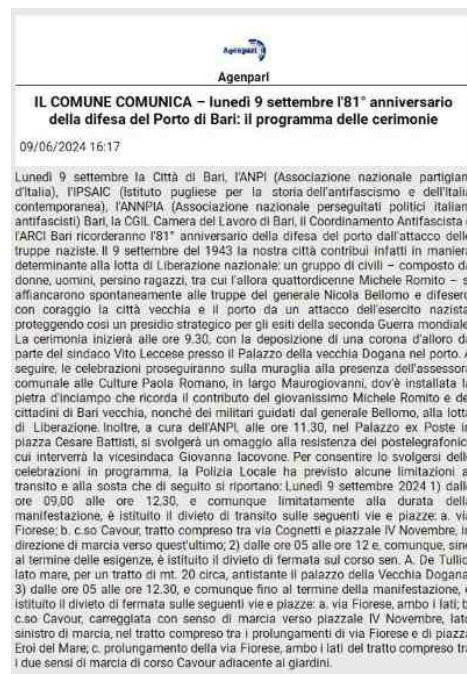 Agenparl
Agenparl
IL COMUNE COMUNICA – lunedì 9 settembre l'81° anniversario
della difesa del Porto di Bari: il programma delle cerimonie
09/06/2024 16:17
Lunedì 9 settembre la Città di Bari, l'ANPI (Associazione nazionale partigian
d'Italia), l'IPSAIC (Istituto pugliese per la storia dell'antifascismo e dell'Itali
contemporanea), l'ANNPIA (Associazione nazionale perseguitati politici italian
antifascisti) Bari, la CGIL Camera del Lavoro di Bari, il Coordinamento Antifascista
l'ARCI Bari ricorderanno l'81° anniversario della difesa del porto dall'attacco dell
truppe naziste. Il 9 settembre del 1943 la nostra città contribuì infatti in manier
determinante alla lotta di Liberazione nazionale: un gruppo di civili – composto da
donne, uomini, persino ragazzi, tra cui l'allora quattordicenne Michele Romito – s
affiancarono spontaneamente alle truppe del generale Nicola Bellomo e difeser
con coraggio la città vecchia e il porto da un attacco dell'esercito nazista
proteggendo così un presidio strategico per gli esiti della seconda Guerra mondiale
La cerimonia inizierà alle ore 9.30, con la deposizione di una corona d'alloro da
parte del sindaco Vito Leccese presso il Palazzo della vecchia Dogana nel porto.
seguire, le celebrazioni proseguiranno sulla muraglia alla presenza dell'assessora
comunale alle Culture Paola Romano, in largo Maurogiovanni, dov'è installata l
pietra d'inciampo che ricorda il contributo del giovanissimo Michele Romito e de
cittadini di Bari vecchia, nonché dei militari guidati dal generale Bellomo, alla lott
di Liberazione. Inoltre, a cura dell'ANPI, alle ore 11.30, nel Palazzo ex Poste i
piazza Cesare Battisti, si svolgerà un omaggio alla resistenza dei postelegrafonic
cui interverrà la vicesindaca Giovanna Iacovone. Per consentire lo svolgersi dell
celebrazioni in programma, la Polizia Locale ha previsto alcune limitazioni a
transito e alla sosta che di seguito si riportano: Lunedì 9 settembre 2024 1) dall
ore 09,00 alle ore 12.30, e comunque limitatamente alla durata dell
manifestazione, è istituito il divieto di transito sulle seguenti vie e piazze: a. via
Fiorese; b. c.so Cavour, tratto compreso tra via Cognetti e piazzale IV Novembre, i
direzione di marcia verso quest'ultimo; 2) dalle ore 05 alle ore 12 e, comunque, sin
al termine delle esigenze, è istituito il divieto di fermata sul corso sen. A. De Tullio
lato mare, per un tratto di mt. 20 circa, antistante il palazzo della Vecchia Dogana
3) dalle ore 05 alle ore 12.30, e comunque fino al termine della manifestazione,
istituito il divieto di fermata sulle seguenti vie e piazze: a. via Fiorese, ambo i lati;
c.so Cavour, carreggiata con senso di marcia verso piazzale IV Novembre, lato
sinistro di marcia, nel tratto compreso tra i prolungamenti di via Fiorese e di piazz
Eroi del Mare; c. prolungamento della via Fiorese, ambo i lati del tratto compreso tr
i due sensi di marcia di corso Cavour adiacente ai giardini.